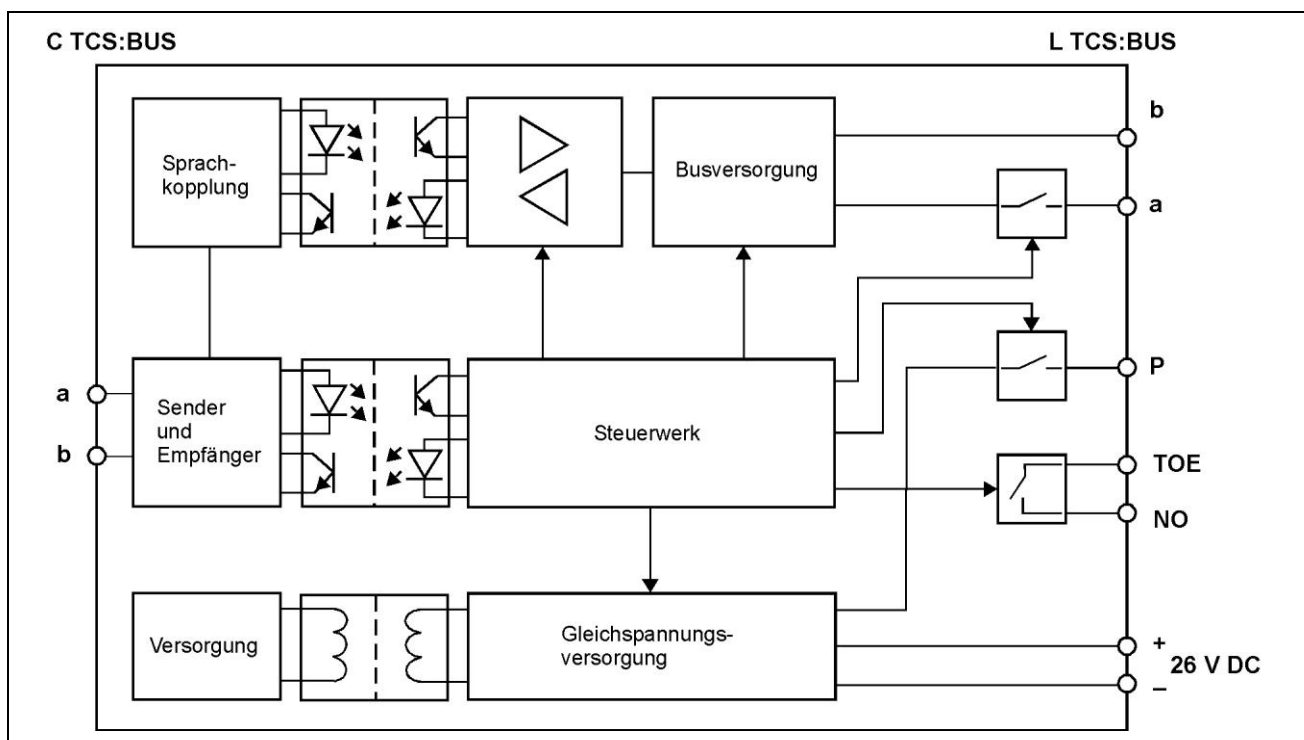 C TCS:BUS
L TCS:BUS
b
Sprach-
kopplung
Busversorgung
a
P
a
Sender
und
Empfänger
b
Steuerwerk
TOE
NO
Versorgung
Gleichspannungs-
versorgung
+
26 V DC
–